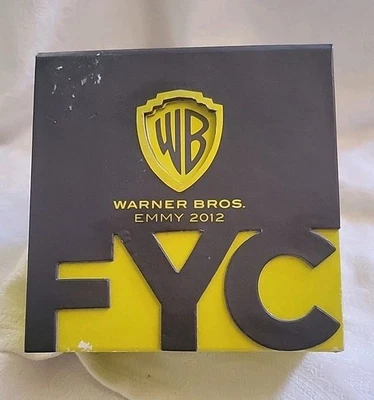 WB
WARNER BROS.
EMMY 2012
FYC